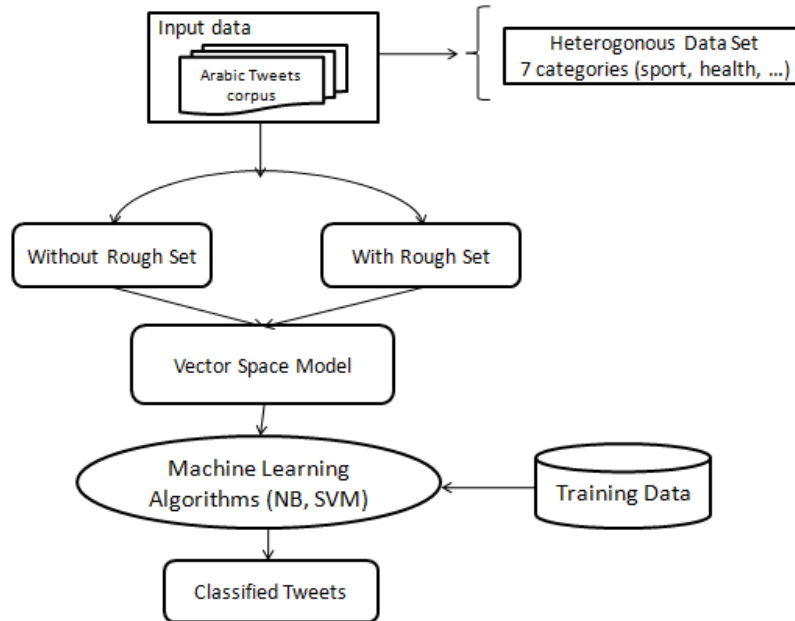 Input data
Arabic Tweets
corpus
Heterogonous Data Set
7 categories (sport, health, ...)
Without Rough Set
With Rough Set
Vector Space Model
Machine Learning
Algorithms (NB, SVM)
Training Data
Classified Tweets